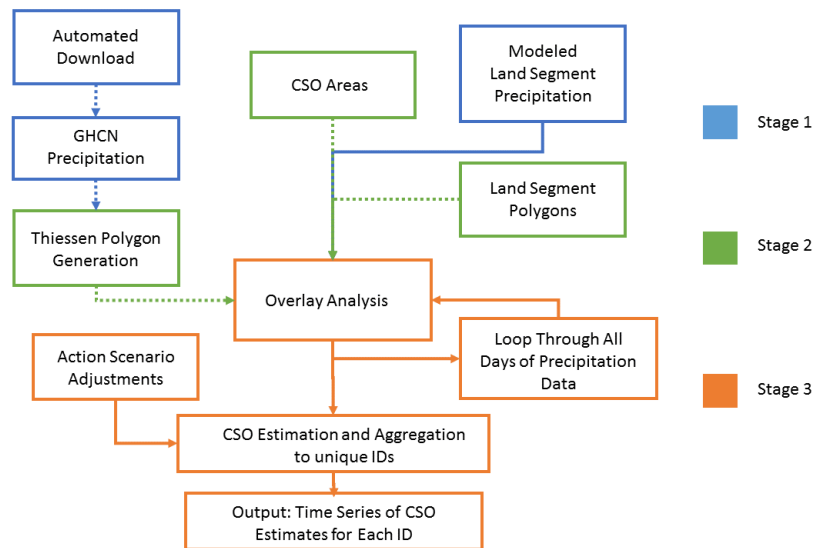 Automated
Download
GHCN
Precipitation
Thiessen Polygon
Generation
CSO Areas
Modeled
Land Segment
Precipitation
Land Segment
Polygons
Overlay Analysis
Loop Through All
Days of Precipitation
Data
Action Scenario
Adjustments
CSO Estimation and Aggregation
to unique IDs
Output: Time Series of CSO
Estimates for Each ID
Stage 1
Stage 2
Stage 3